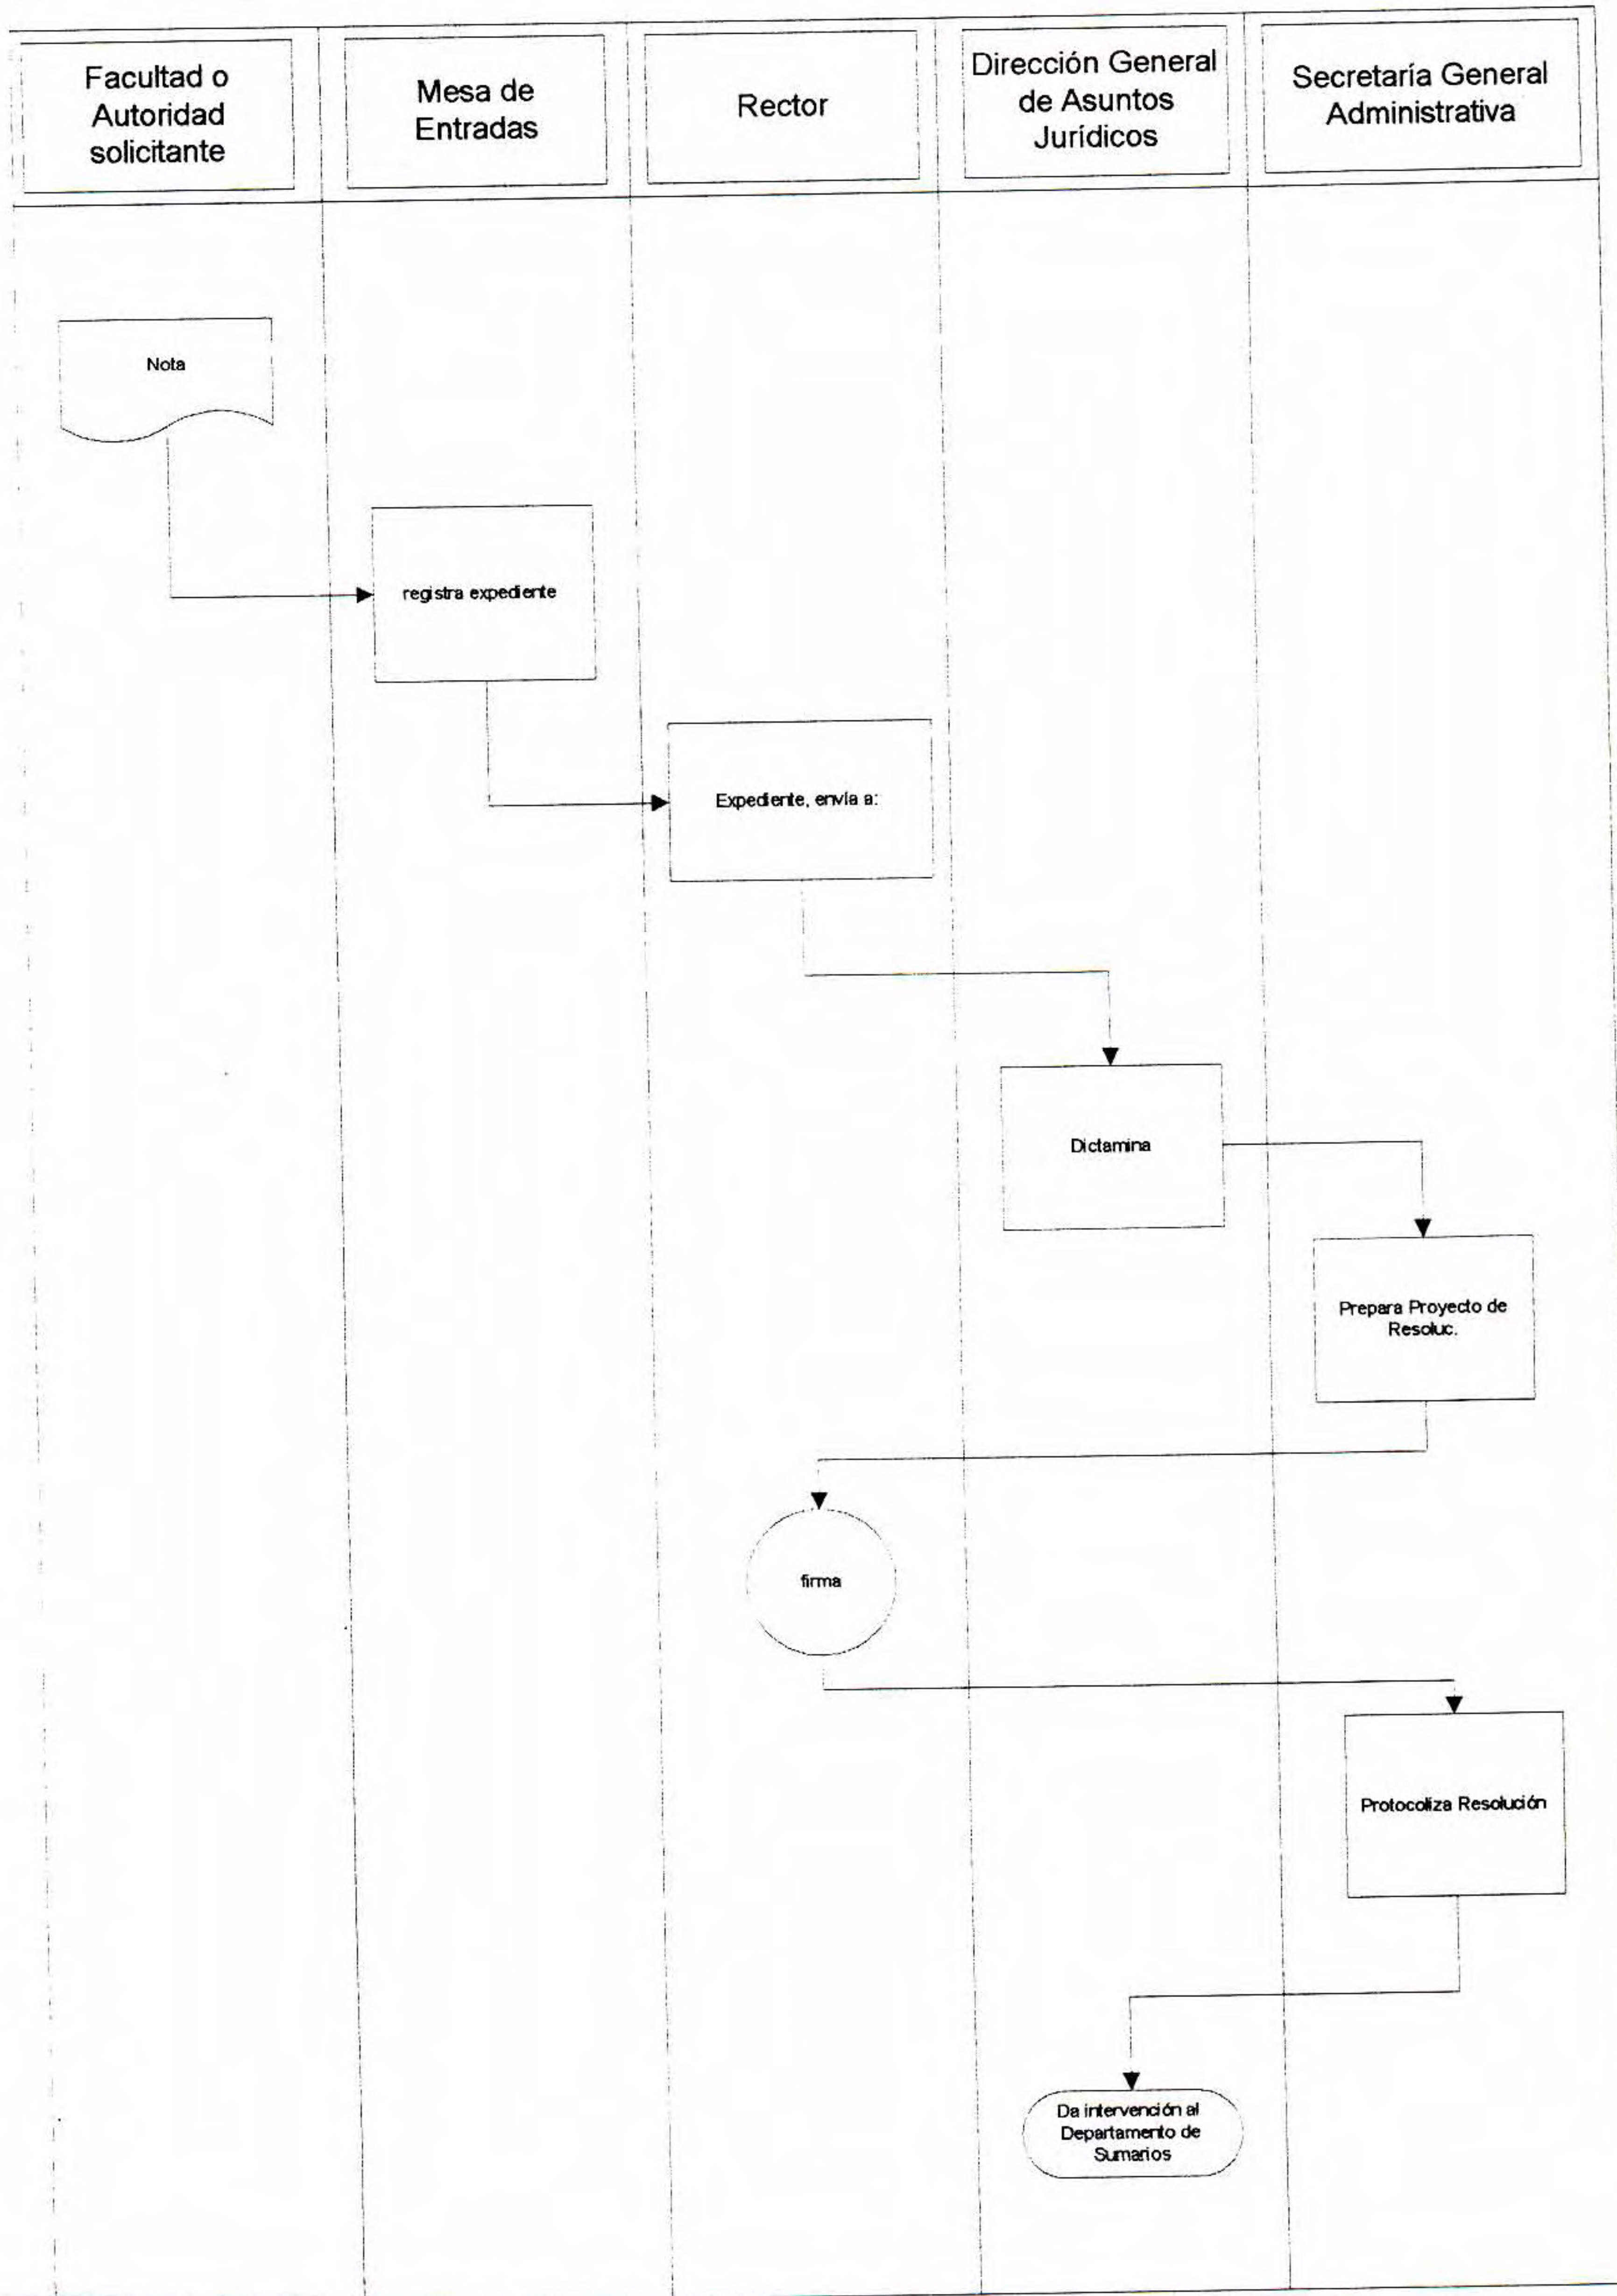 Facultad o
Autoridad
solicitante
Mesa de
Entradas
Rector
Dirección General
de Asuntos
Jurídicos
Secretaría General
Administrativa
Nota
registra expediente
Expediente, envía a:
Dictamina
Prepara Proyecto de
Resoluc.
firma
Protocoliza Resolución
Da intervención al
Departamento de
Sumarios